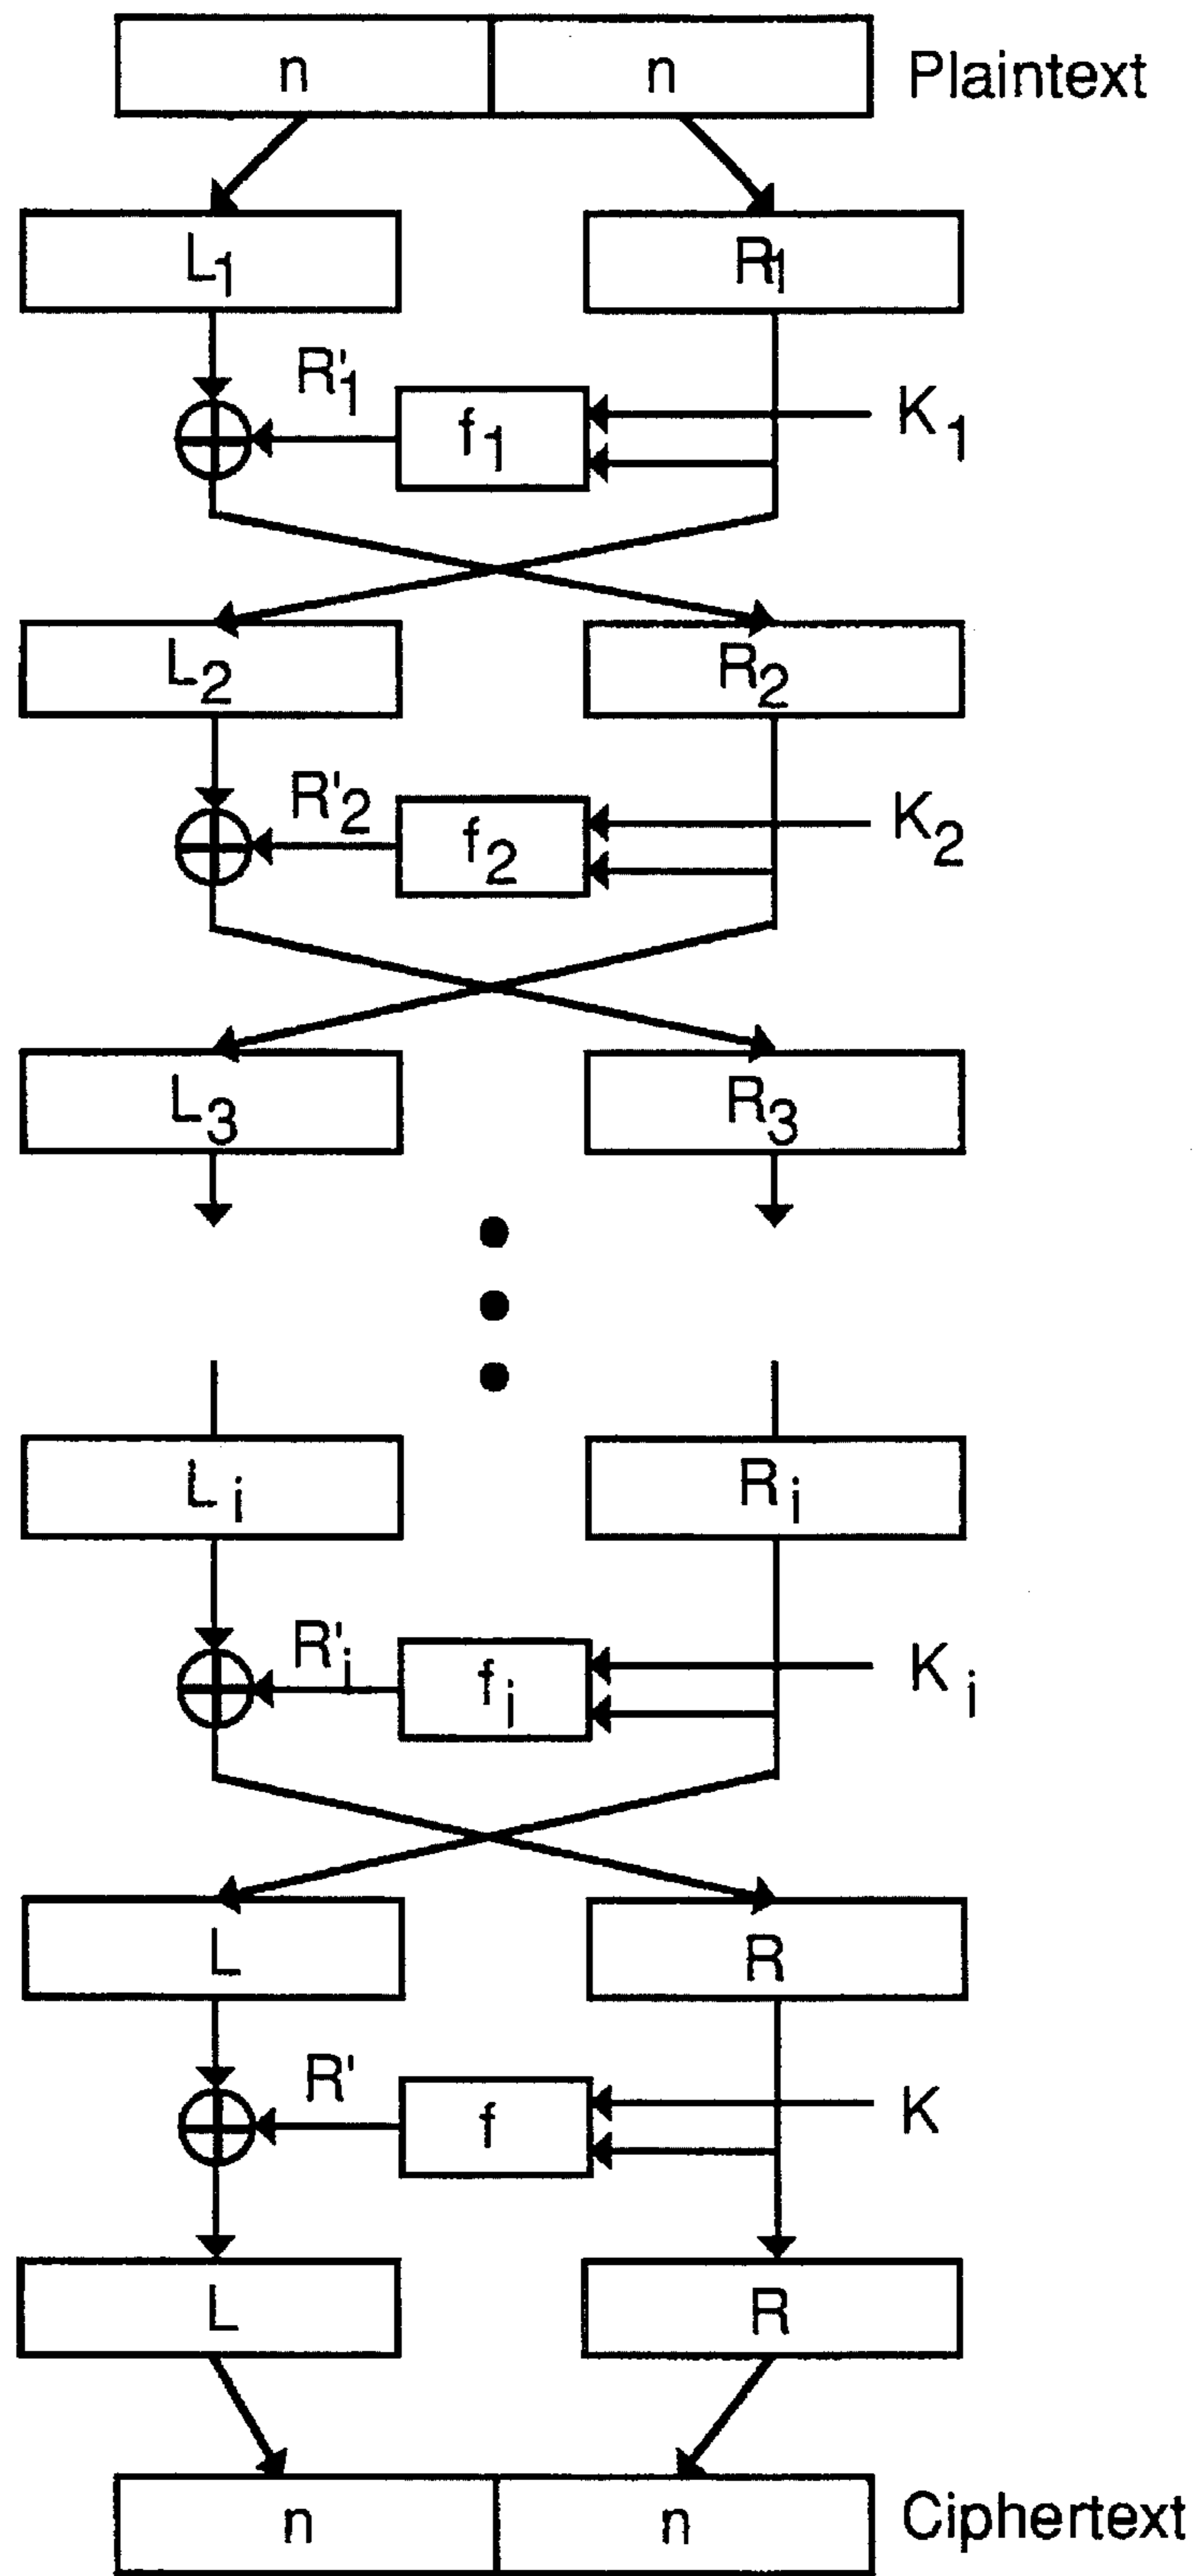 n n Plaintext
L1 R1
R'1 f1 K1
L2 R2
R'2 f2 K2
L3 R3
Li Ri
R'i fi Ki
L R
R' f K
L R
n n Ciphertext